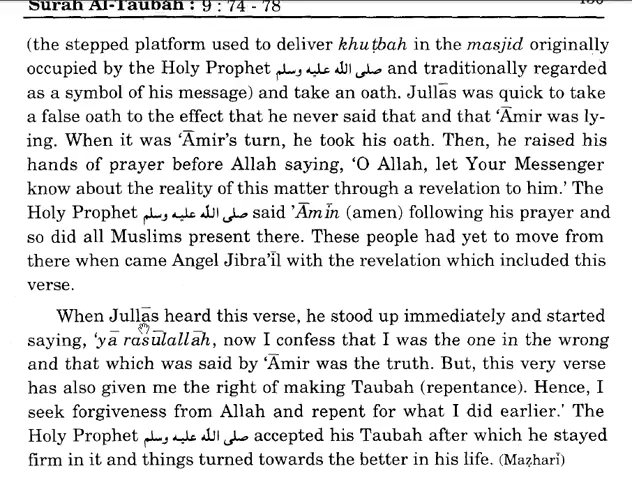 Surah Al-Taubah : 9 : 74 - 78
(the stepped platform used to deliver khuṭbah in the masjid originally
occupied by the Holy Prophet صلى الله عليه وسلم and traditionally regarded
as a symbol of his message) and take an oath. Jullās was quick to take
a false oath to the effect that he never said that and that ‘Āmir was ly-
ing. When it was ‘Āmir's turn, he took his oath. Then, he raised his
hands of prayer before Allah saying, ‘O Allah, let Your Messenger
know about the reality of this matter through a revelation to him.’ The
Holy Prophet صلى الله عليه وسلم said ’Āmīn (amen) following his prayer and
so did all Muslims present there. These people had yet to move from
there when came Angel Jibra’īl with the revelation which included this
verse.
When Jullās heard this verse, he stood up immediately and started
saying, ‘yā rasūlallāh, now I confess that I was the one in the wrong
and that which was said by ‘Āmir was the truth. But, this very verse
has also given me the right of making Taubah (repentance). Hence, I
seek forgiveness from Allah and repent for what I did earlier.’ The
Holy Prophet صلى الله عليه وسلم accepted his Taubah after which he stayed
firm in it and things turned towards the better in his life. (Maẓharī)